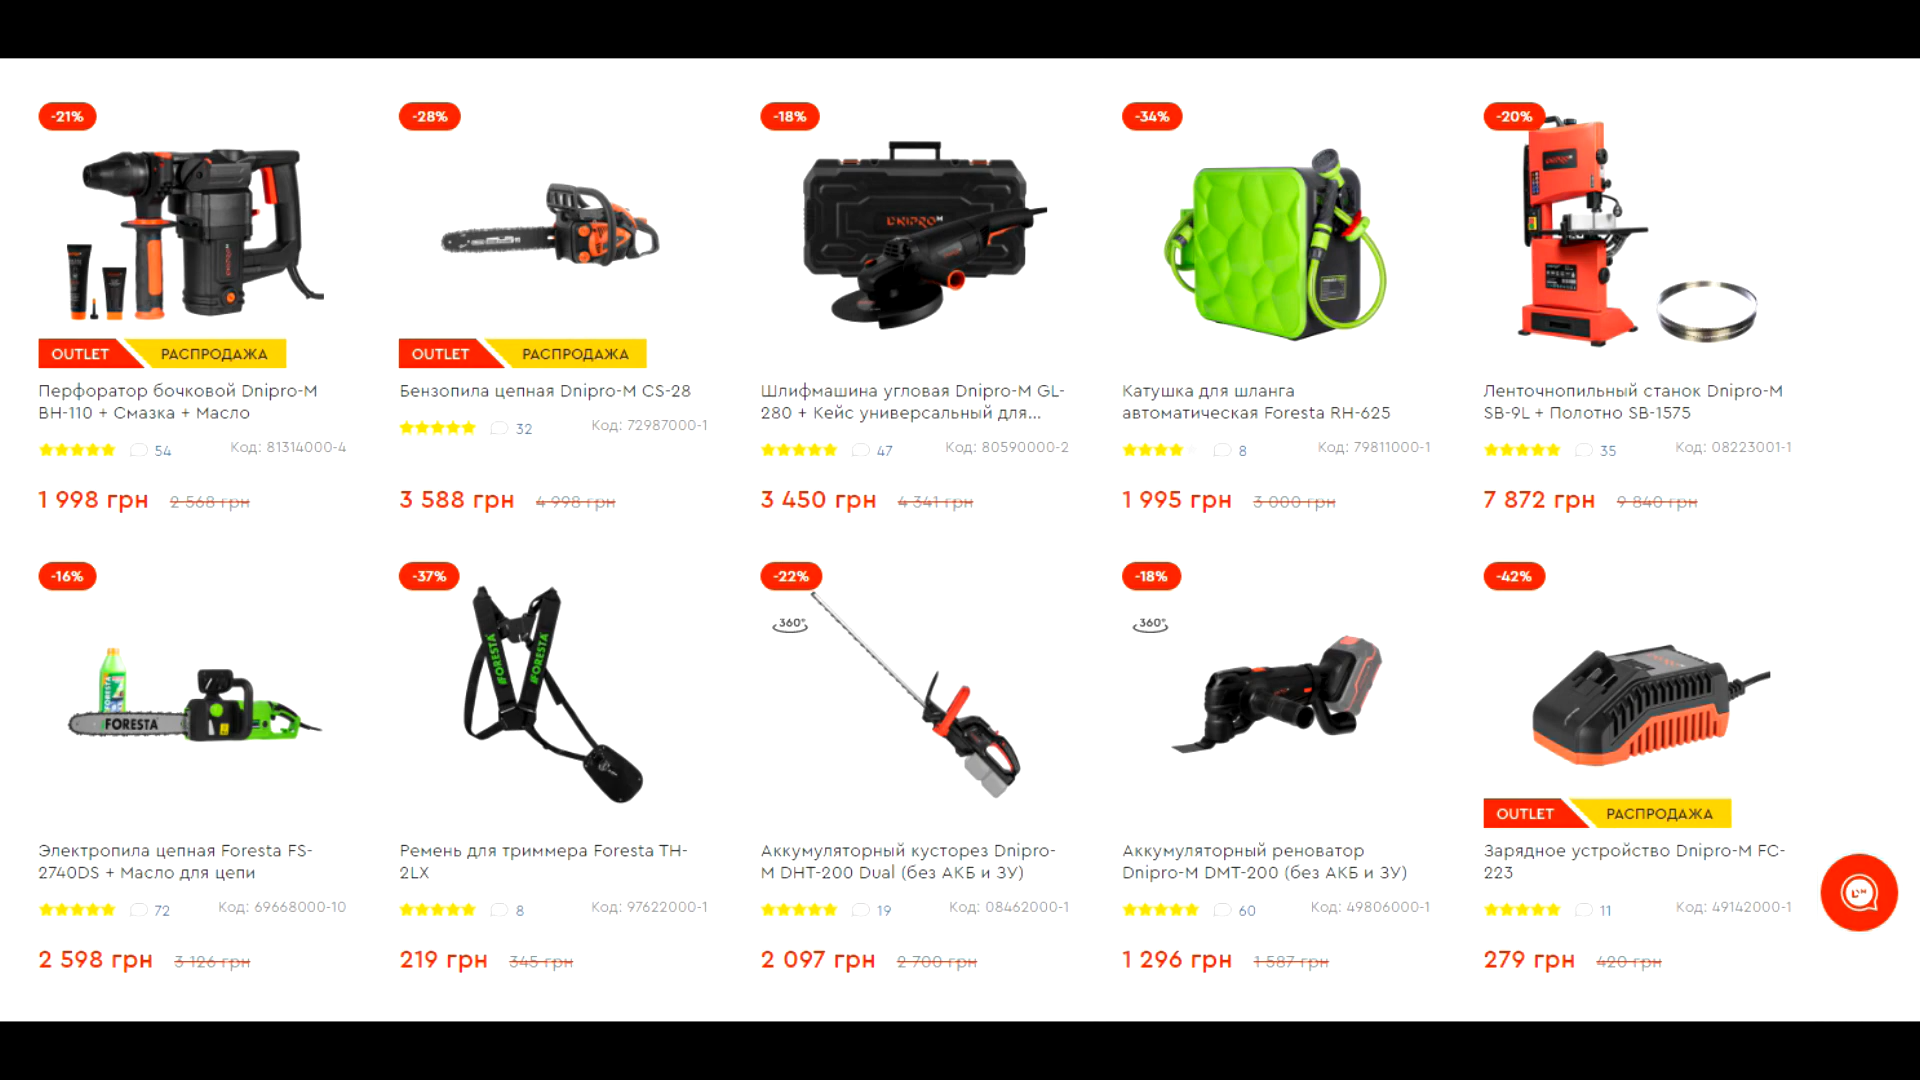 -21%
OUTLET РАСПРОДАЖА
Перфоратор бочковой Dnipro-M
BH-110 + Смазка + Масло
54 Код: 81314000-4
1 998 грн 2 568 грн
-28%
OUTLET РАСПРОДАЖА
Бензопила цепная Dnipro-M CS-28
32 Код: 72987000-1
3 588 грн 4 998 грн
-18%
DNIPRO M
Шлифмашина угловая Dnipro-M GL-
280 + Кейс универсальный для...
47 Код: 80590000-2
3 450 грн 4 341 грн
-34%
Катушка для шланга
автоматическая Foresta RH-625
8 Код: 79811000-1
1 995 грн 3 000 грн
-20%
Ленточнопильный станок Dnipro-M
SB-9L + Полотно SB-1575
35 Код: 08223001-1
7 872 грн 9 840 грн
-16%
FORESTA
FORESTA
Электропила цепная Foresta FS-
2740DS + Масло для цепи
72 Код: 69668000-10
2 598 грн 3 126 грн
-37%
FORESTA
FORESTA
Ремень для триммера Foresta TH-
2LX
8 Код: 97622000-1
219 грн 345 грн
-22%
360°
Аккумуляторный кусторез Dnipro-
M DHT-200 Dual (без АКБ и ЗУ)
19 Код: 08462000-1
2 097 грн 2 700 грн
-18%
360°
Аккумуляторный реноватор
Dnipro-M DMT-200 (без АКБ и ЗУ)
60 Код: 49806000-1
1 296 грн 1 587 грн
-42%
OUTLET РАСПРОДАЖА
Зарядное устройство Dnipro-M FC-
223
11 Код: 49142000-1
279 грн 420 грн